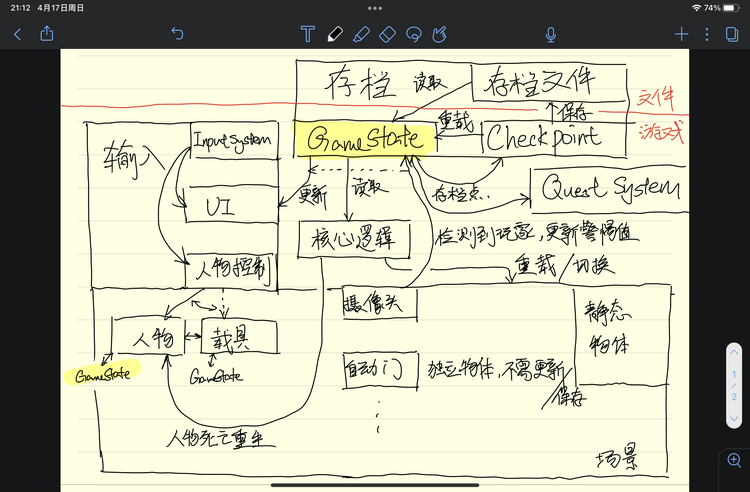 21:12 4月17日周日
74%
存档 读取 存档文件
文件
保存
游戏
GameState
重载
Checkpoint
输入
InputSystem
更新
读取
存档点..
Quest System
UI
核心逻辑
检测到玩家,更新警惕值
人物控制
重载/切换
摄像头
静态
物体
人物
载具
GameState
GameState
自动门
独立物体,不需更新/保存
人物死亡重生
场景
1
2